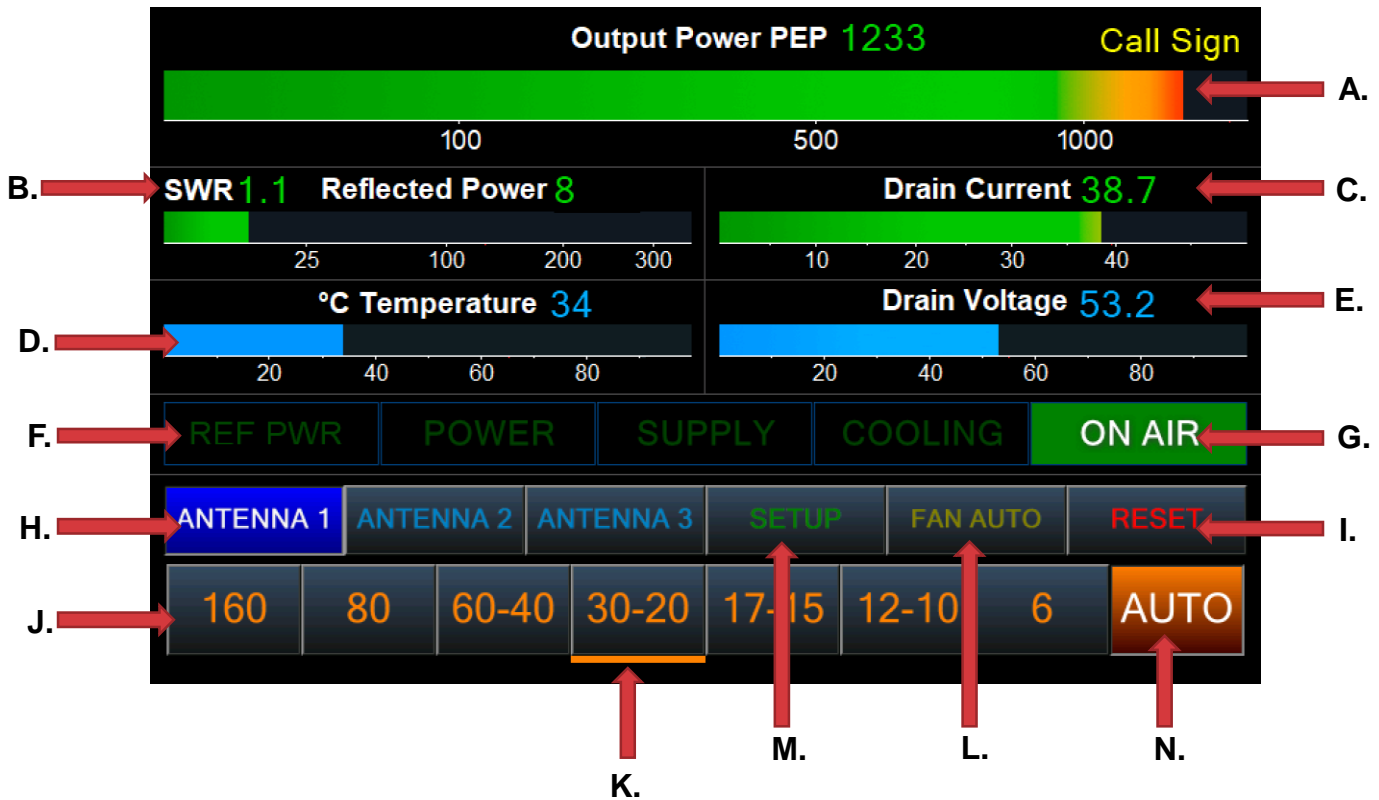 Output Power PEP 1233 Call Sign
A.
100 500 1000
B. SWR 1.1 Reflected Power 8 Drain Current 38.7 C.
25 100 200 300 10 20 30 40
°C Temperature 34 Drain Voltage 53.2 E.
D.
20 40 60 80 20 40 60 80
F. REF PWR POWER SUPPLY COOLING ON AIR G.
H. ANTENNA 1 ANTENNA 2 ANTENNA 3 SETUP FAN AUTO RESET I.
J. 160 80 60-40 30-20 17-15 12-10 6 AUTO
M. L. N.
K.